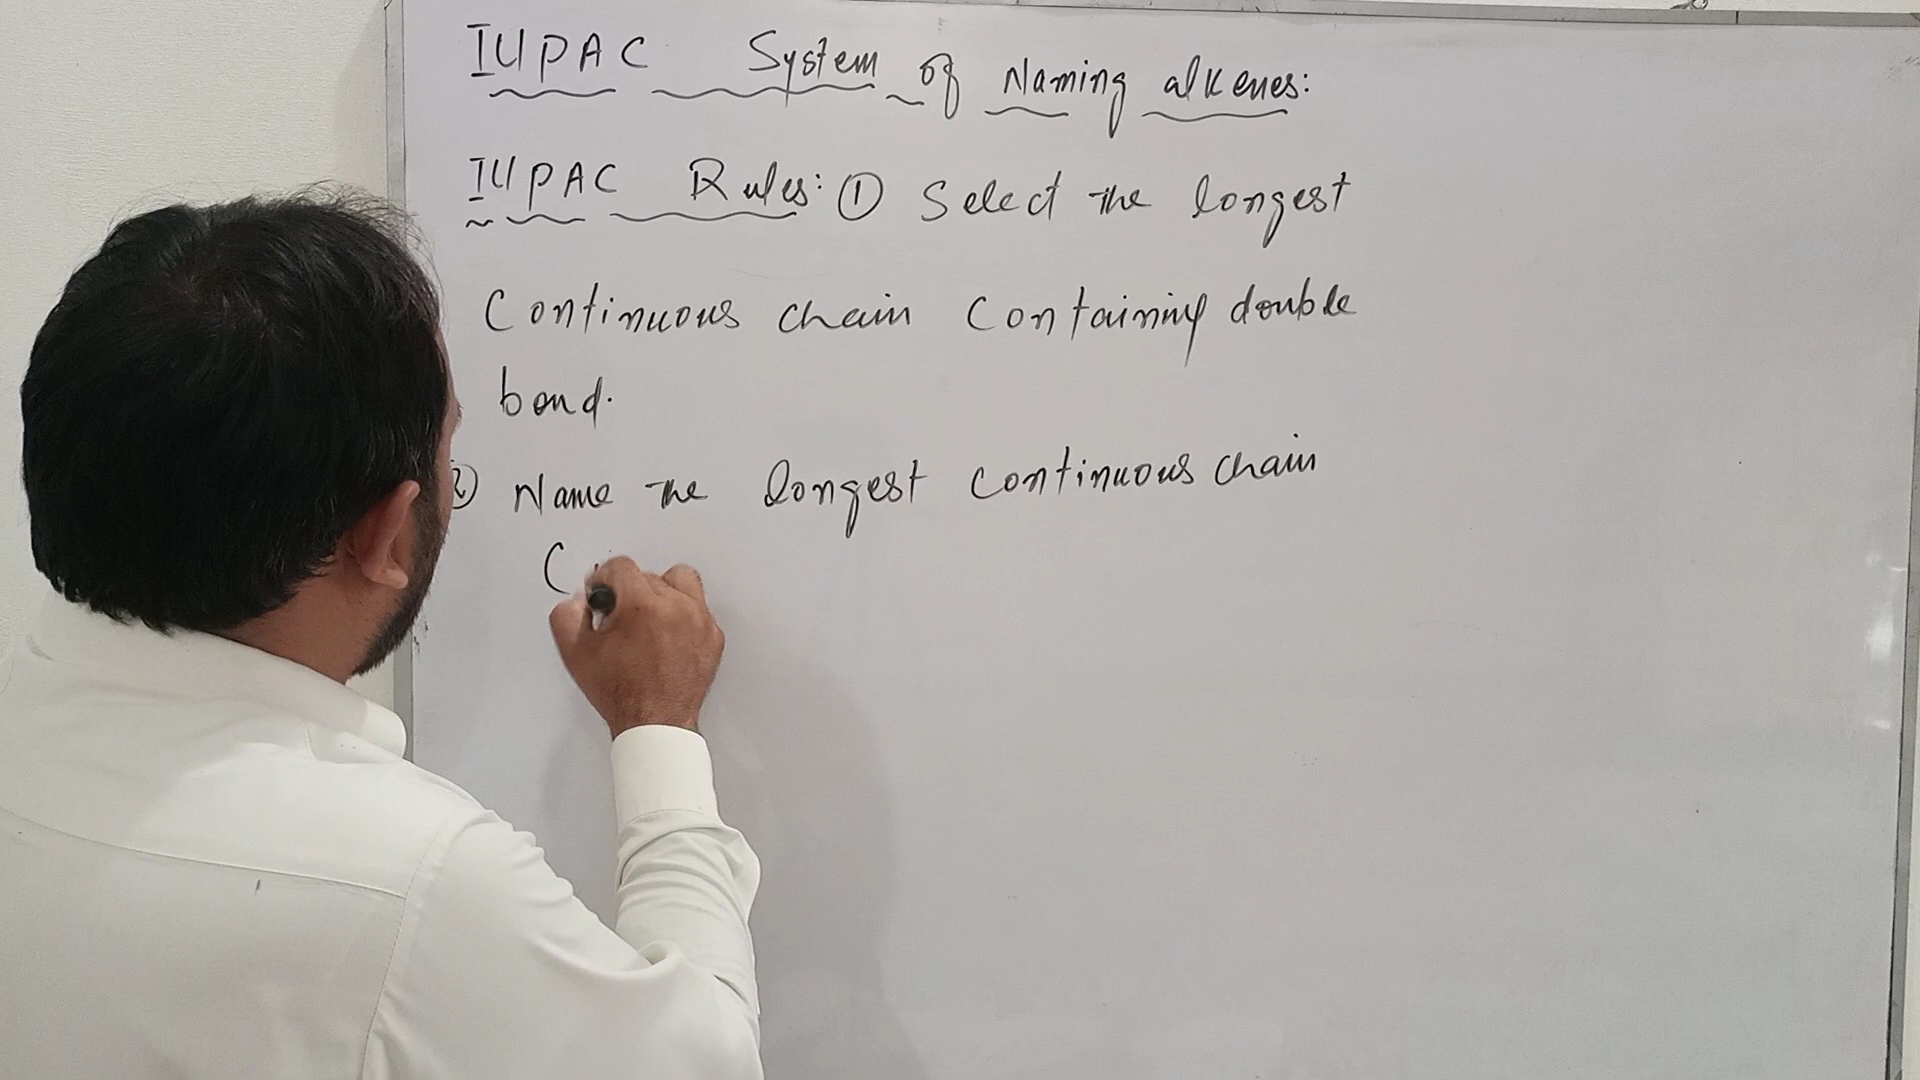 IUPAC System of Naming alkenes:
IUPAC Rules: ① Select the longest
Continuous chain Containing double
bond.
② Name the longest Continuous chain
C